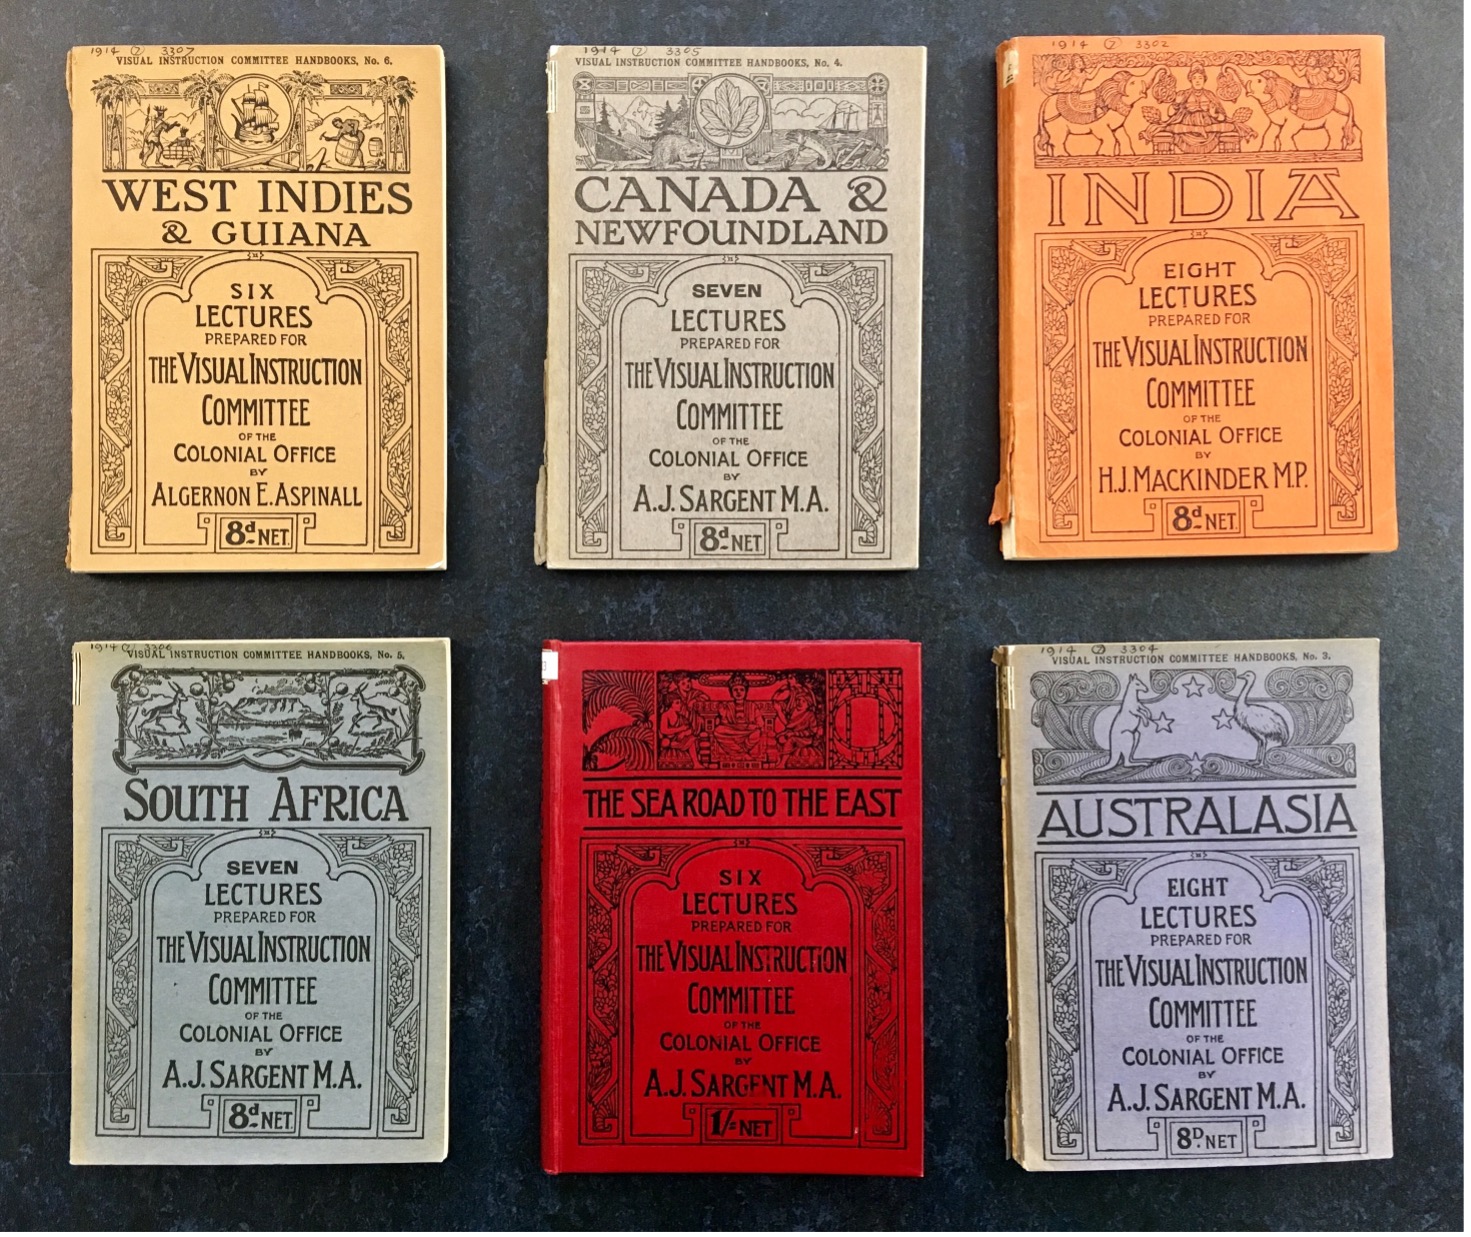 1914 (7) 3307
VISUAL INSTRUCTION COMMITTEE HANDBOOKS, No. 6.
WEST INDIES
& GUIANA
SIX
LECTURES
PREPARED FOR
THE VISUAL INSTRUCTION
COMMITTEE
OF THE
COLONIAL OFFICE
BY
ALGERNON E. ASPINALL
8d NET.
1914 (7) 3305
VISUAL INSTRUCTION COMMITTEE HANDBOOKS, No. 4.
CANADA &
NEWFOUNDLAND
SEVEN
LECTURES
PREPARED FOR
THE VISUAL INSTRUCTION
COMMITTEE
OF THE
COLONIAL OFFICE
BY
A.J. SARGENT M.A.
8d NET
1914 (7) 3302
INDIA
EIGHT
LECTURES
PREPARED FOR
THE VISUAL INSTRUCTION
COMMITTEE
OF THE
COLONIAL OFFICE
BY
H.J. MACKINDER M.P.
8d NET.
1914 (7) 3306
VISUAL INSTRUCTION COMMITTEE HANDBOOKS, No. 5.
SOUTH AFRICA
SEVEN
LECTURES
PREPARED FOR
THE VISUAL INSTRUCTION
COMMITTEE
OF THE
COLONIAL OFFICE
BY
A.J. SARGENT M.A.
8d NET.
THE SEA ROAD TO THE EAST
SIX
LECTURES
PREPARED FOR
THE VISUAL INSTRUCTION
COMMITTEE
OF THE
COLONIAL OFFICE
BY
A.J. SARGENT M.A.
1/= NET
1914 (7) 3304
VISUAL INSTRUCTION COMMITTEE HANDBOOKS, No. 3.
AUSTRALASIA
EIGHT
LECTURES
PREPARED FOR
THE VISUAL INSTRUCTION
COMMITTEE
OF THE
COLONIAL OFFICE
BY
A.J. SARGENT M.A.
8D. NET